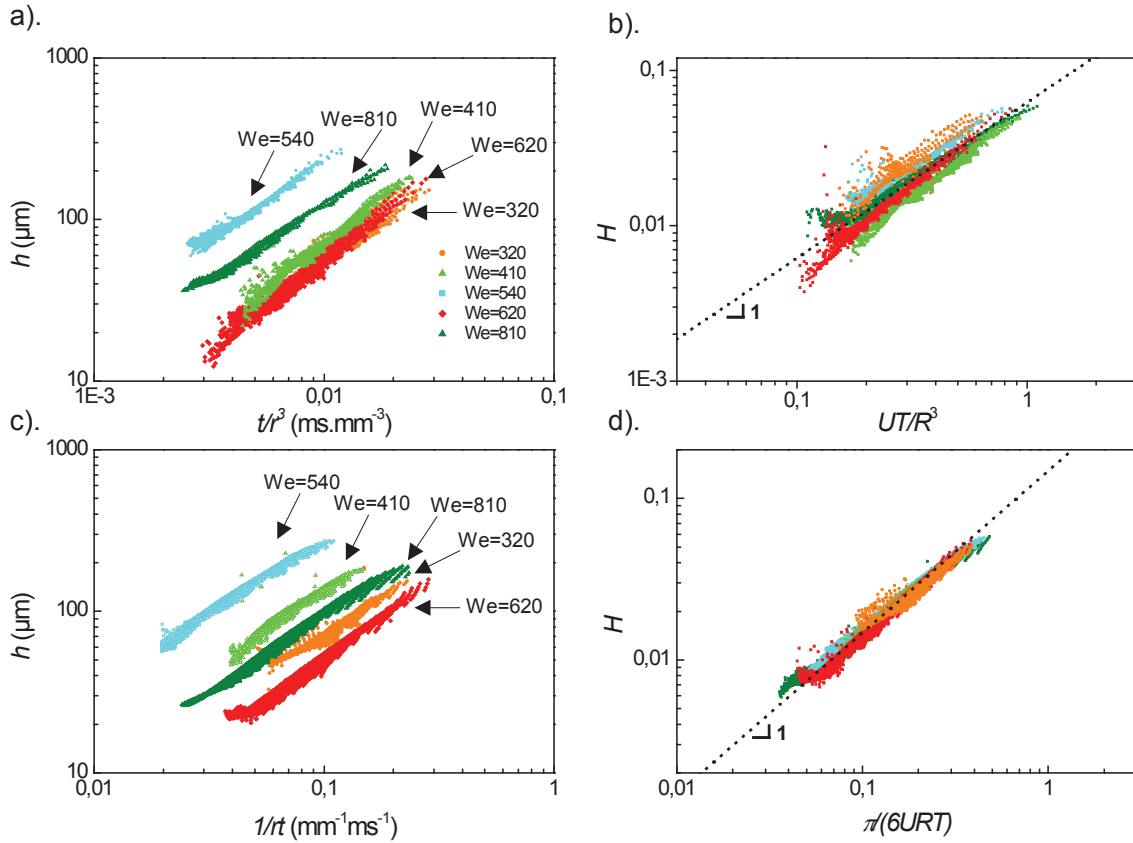 a).
1000
100
10
h (µm)
We=540
We=810
We=410
We=620
We=320
We=320
We=410
We=540
We=620
We=810
1E-3
0,01
0,1
t/r³ (ms.mm⁻³)
b).
0,1
0,01
1E-3
H
1
0,1
1
UT/R³
c).
1000
100
10
h (µm)
We=540
We=410
We=810
We=320
We=620
0,01
0,1
1
1/rt (mm⁻¹ms⁻¹)
d).
0,1
0,01
H
1
0,01
0,1
1
π/(6URT)